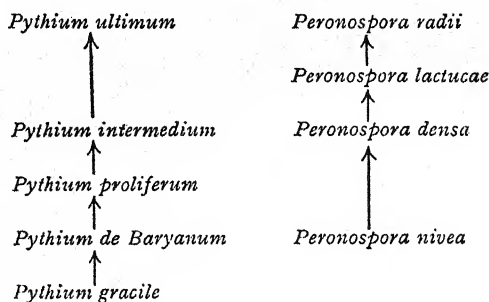 Pythium ultimum
Pythium intermedium
Pythium proliferum
Pythium de Baryanum
Pythium gracile
Peronospora radii
Peronospora lactucae
Peronospora densa
Peronospora nivea